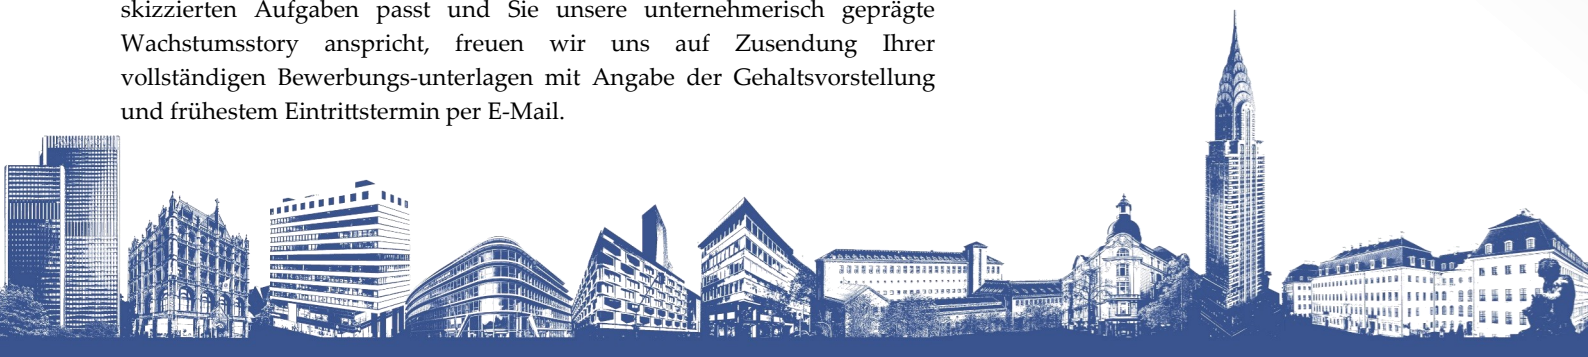 skizzierten Aufgaben passt und Sie unsere unternehmerisch geprägte
Wachstumsstory anspricht, freuen wir uns auf Zusendung Ihrer
vollständigen Bewerbungs-unterlagen mit Angabe der Gehaltsvorstellung
und frühestem Eintrittstermin per E-Mail.